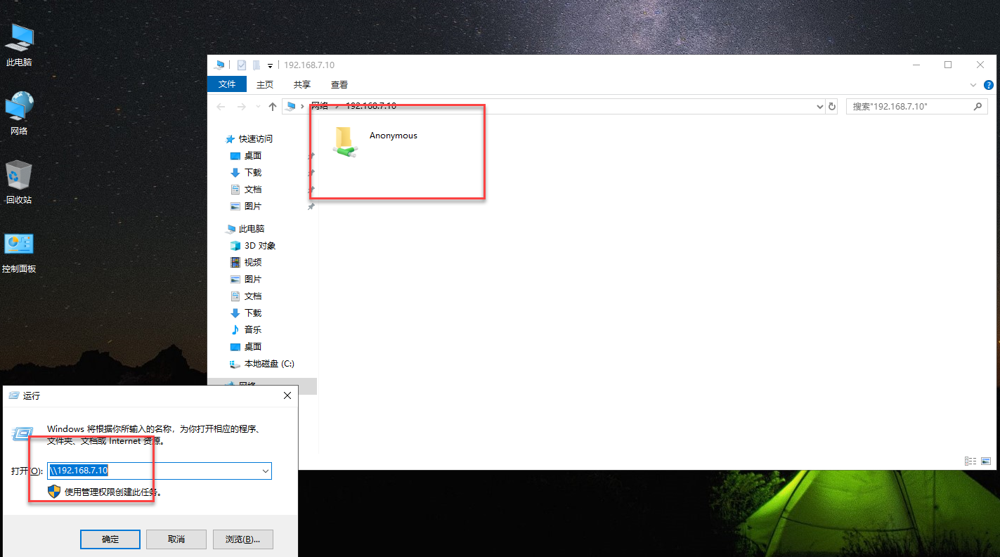 此电脑
网络
回收站
控制面板
192.168.7.10
文件 主页 共享 查看
网络 192.168.7.10
搜索"192.168.7.10"
快速访问
桌面
下载
文档
图片
此电脑
3D 对象
视频
图片
文档
下载
音乐
桌面
本地磁盘 (C:)
网络
Anonymous
运行
Windows 将根据你所输入的名称，为你打开相应的程序、
文件夹、文档或 Internet 资源。
打开(O): \\192.168.7.10
使用管理权限创建此任务。
确定 取消 浏览(B)...